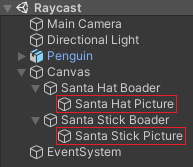 Raycast
Main Camera
Directional Light
Penguin
Canvas
Santa Hat Boader
Santa Hat Picture
Santa Stick Boader
Santa Stick Picture
EventSystem